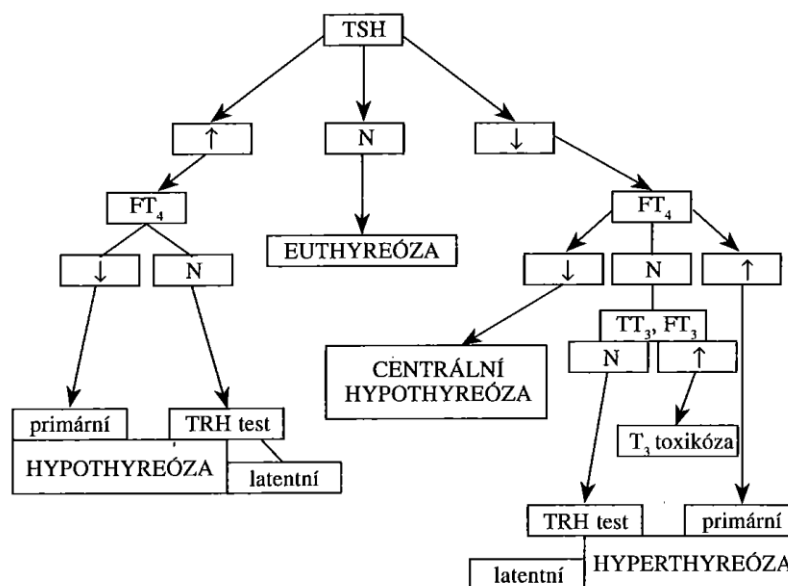 TSH
↑
N
↓
FT₄
FT₄
EUTHYREÓZA
↓
N
↓
N
↑
TT₃, FT₃
N
↑
CENTRÁLNÍ
HYPOTHYREÓZA
primární
TRH test
T₃ toxikóza
HYPOTHYREÓZA
latentní
TRH test
primární
HYPERTHYREÓZA
latentní